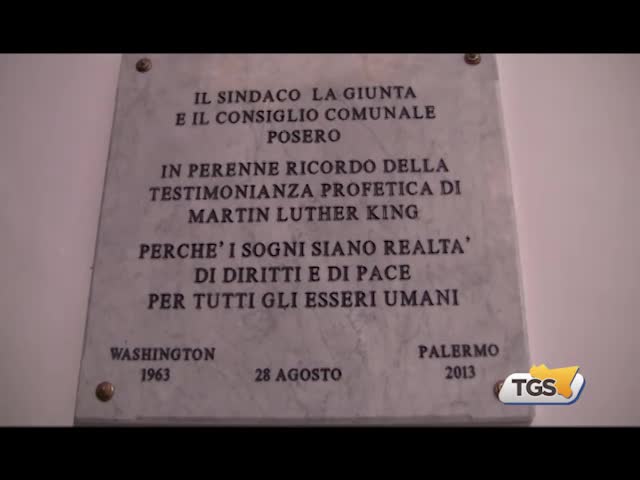 IL SINDACO LA GIUNTA
E IL CONSIGLIO COMUNALE
POSERO
IN PERENNE RICORDO DELLA
TESTIMONIANZA PROFETICA DI
MARTIN LUTHER KING
PERCHE' I SOGNI SIANO REALTA'
DI DIRITTI E DI PACE
PER TUTTI GLI ESSERI UMANI
WASHINGTON PALERMO
1963 28 AGOSTO 2013
TGS